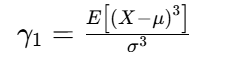 γ₁ = E[(X−μ)³] / σ³